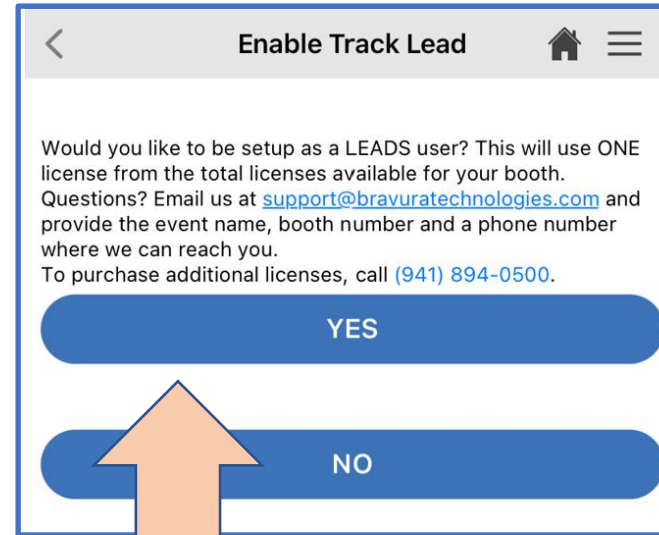 Enable Track Lead
Would you like to be setup as a LEADS user? This will use ONE
license from the total licenses available for your booth.
Questions? Email us at support@bravuratechnologies.com and
provide the event name, booth number and a phone number
where we can reach you.
To purchase additional licenses, call (941) 894-0500.
YES
NO